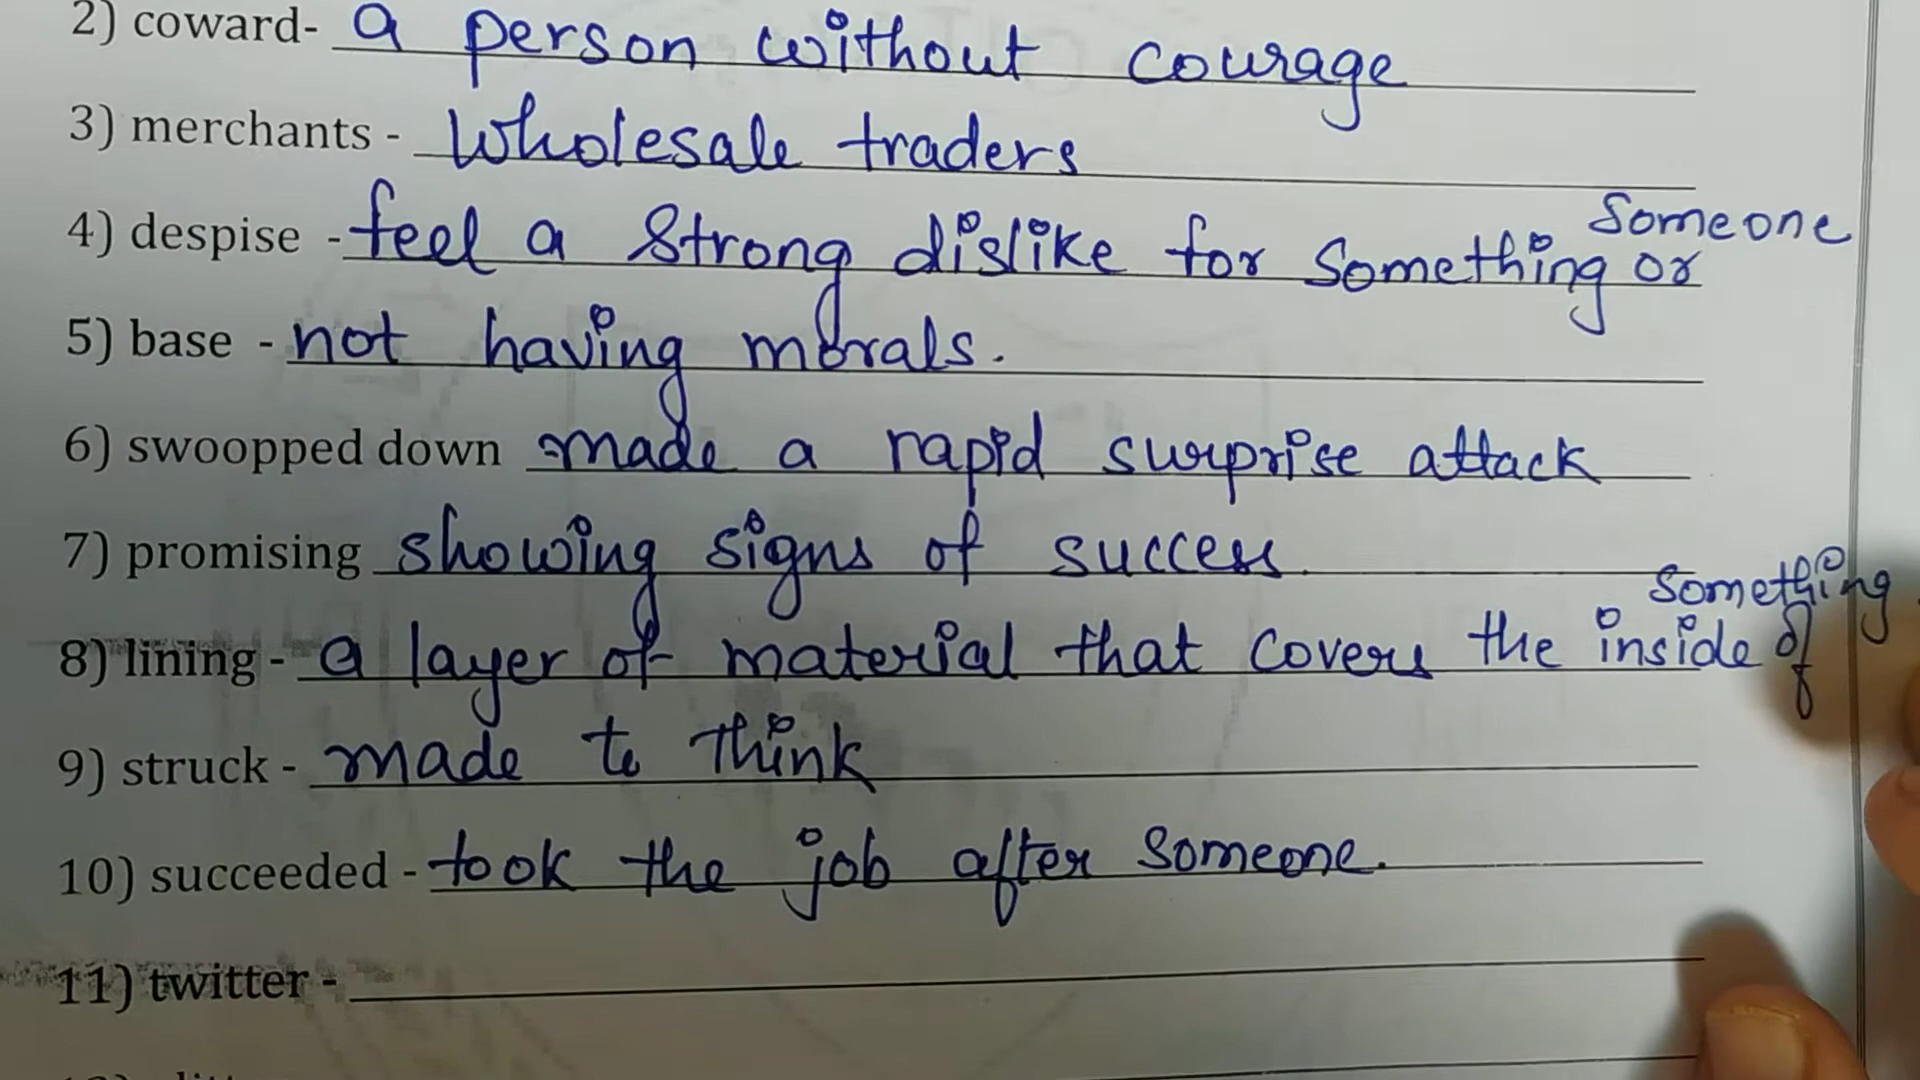 2) coward- a person without courage
3) merchants - Wholesale traders
4) despise - feel a strong dislike for something or someone
5) base - not having morals.
6) swoopped down - made a rapid surprise attack
7) promising showing signs of success
8) lining - a layer of material that covers the inside of something
9) struck - made to think
10) succeeded - took the job after someone.
11) twitter -